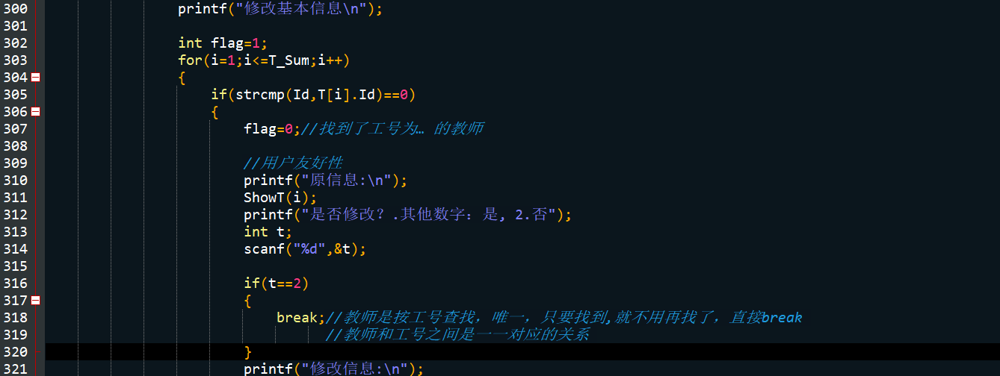 300 printf("修改基本信息\n");
301
302 int flag=1;
303 for(i=1;i<=T_Sum;i++)
304 {
305 if(strcmp(Id,T[i].Id)==0)
306 {
307 flag=0;//找到了工号为… 的教师
308
309 //用户友好性
310 printf("原信息:\n");
311 ShowT(i);
312 printf("是否修改？.其他数字：是, 2.否");
313 int t;
314 scanf("%d",&t);
315
316 if(t==2)
317 {
318 break;//教师是按工号查找，唯一，只要找到,就不用再找了，直接break
319 //教师和工号之间是一一对应的关系
320 }
321 printf("修改信息:\n");